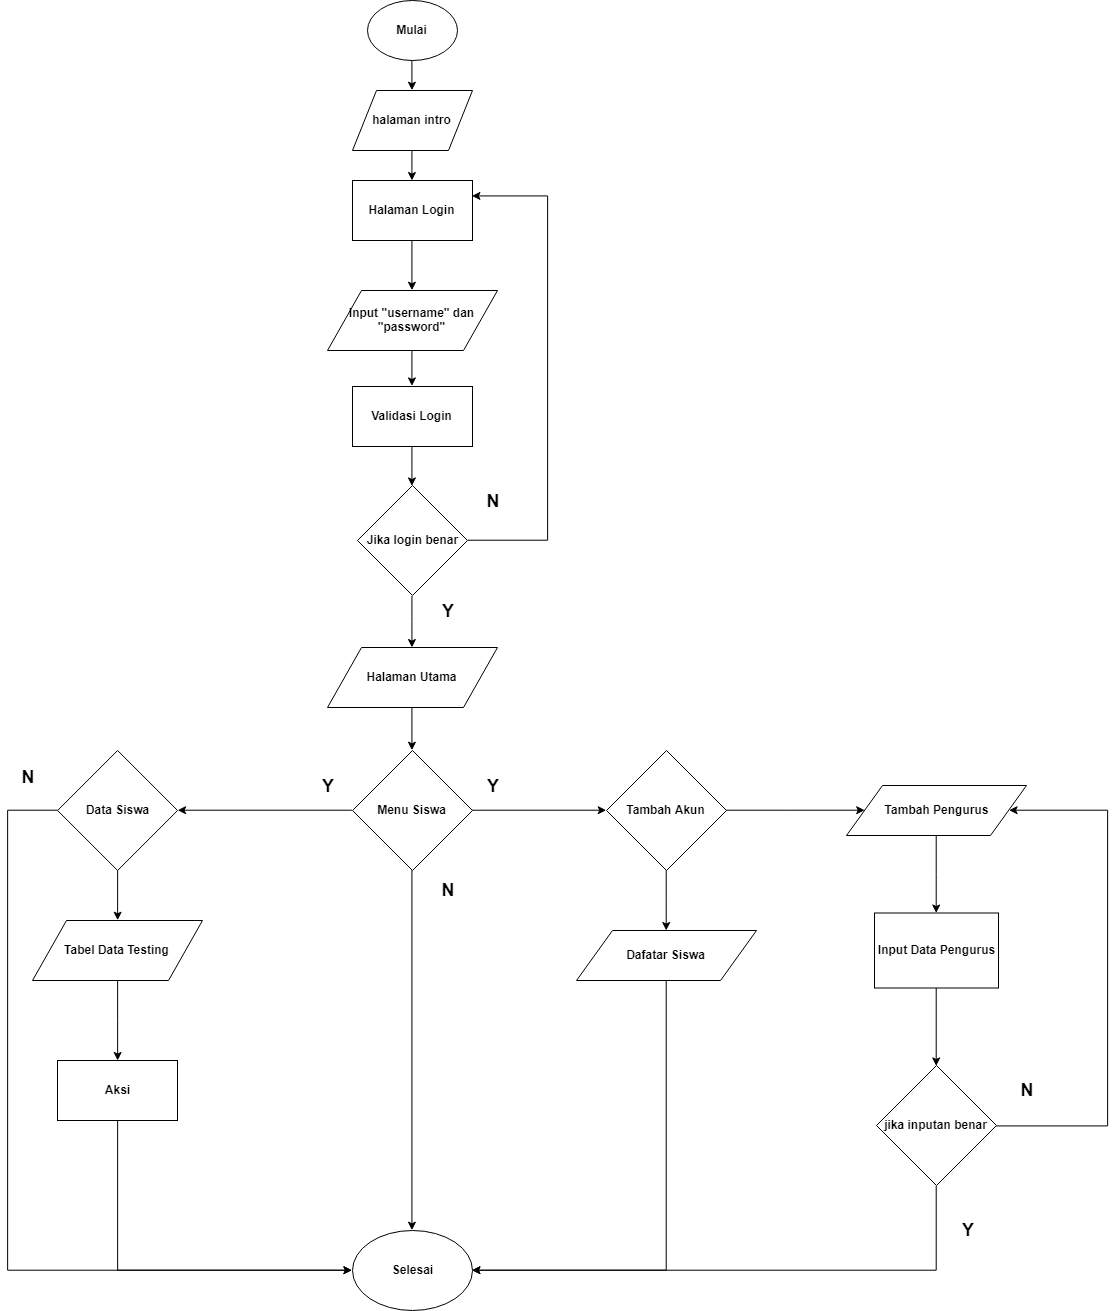 Mulai
halaman intro
Halaman Login
Input "username" dan
"password"
Validasi Login
N
Jika login benar
Y
Halaman Utama
N
Y
Y
Data Siswa
Menu Siswa
Tambah Akun
Tambah Pengurus
N
Tabel Data Testing
Dafatar Siswa
Input Data Pengurus
Aksi
N
jika inputan benar
Y
Selesai